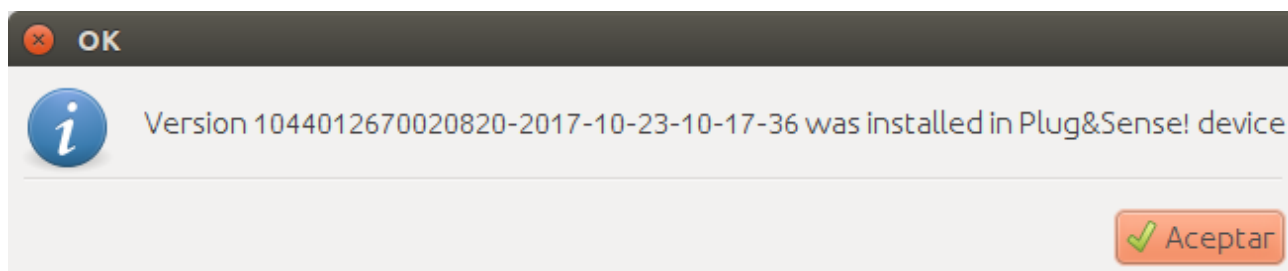 OK
Version 1044012670020820-2017-10-23-10-17-36 was installed in Plug&Sense! device
Aceptar